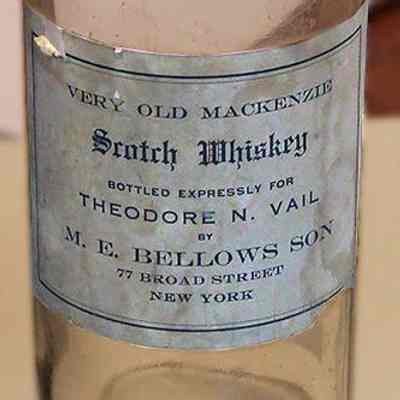 VERY OLD MACKENZIE
Scotch Whiskey
BOTTLED EXPRESSLY FOR
THEODORE N. VAIL
BY
M. E. BELLOWS SON
77 BROAD STREET
NEW YORK